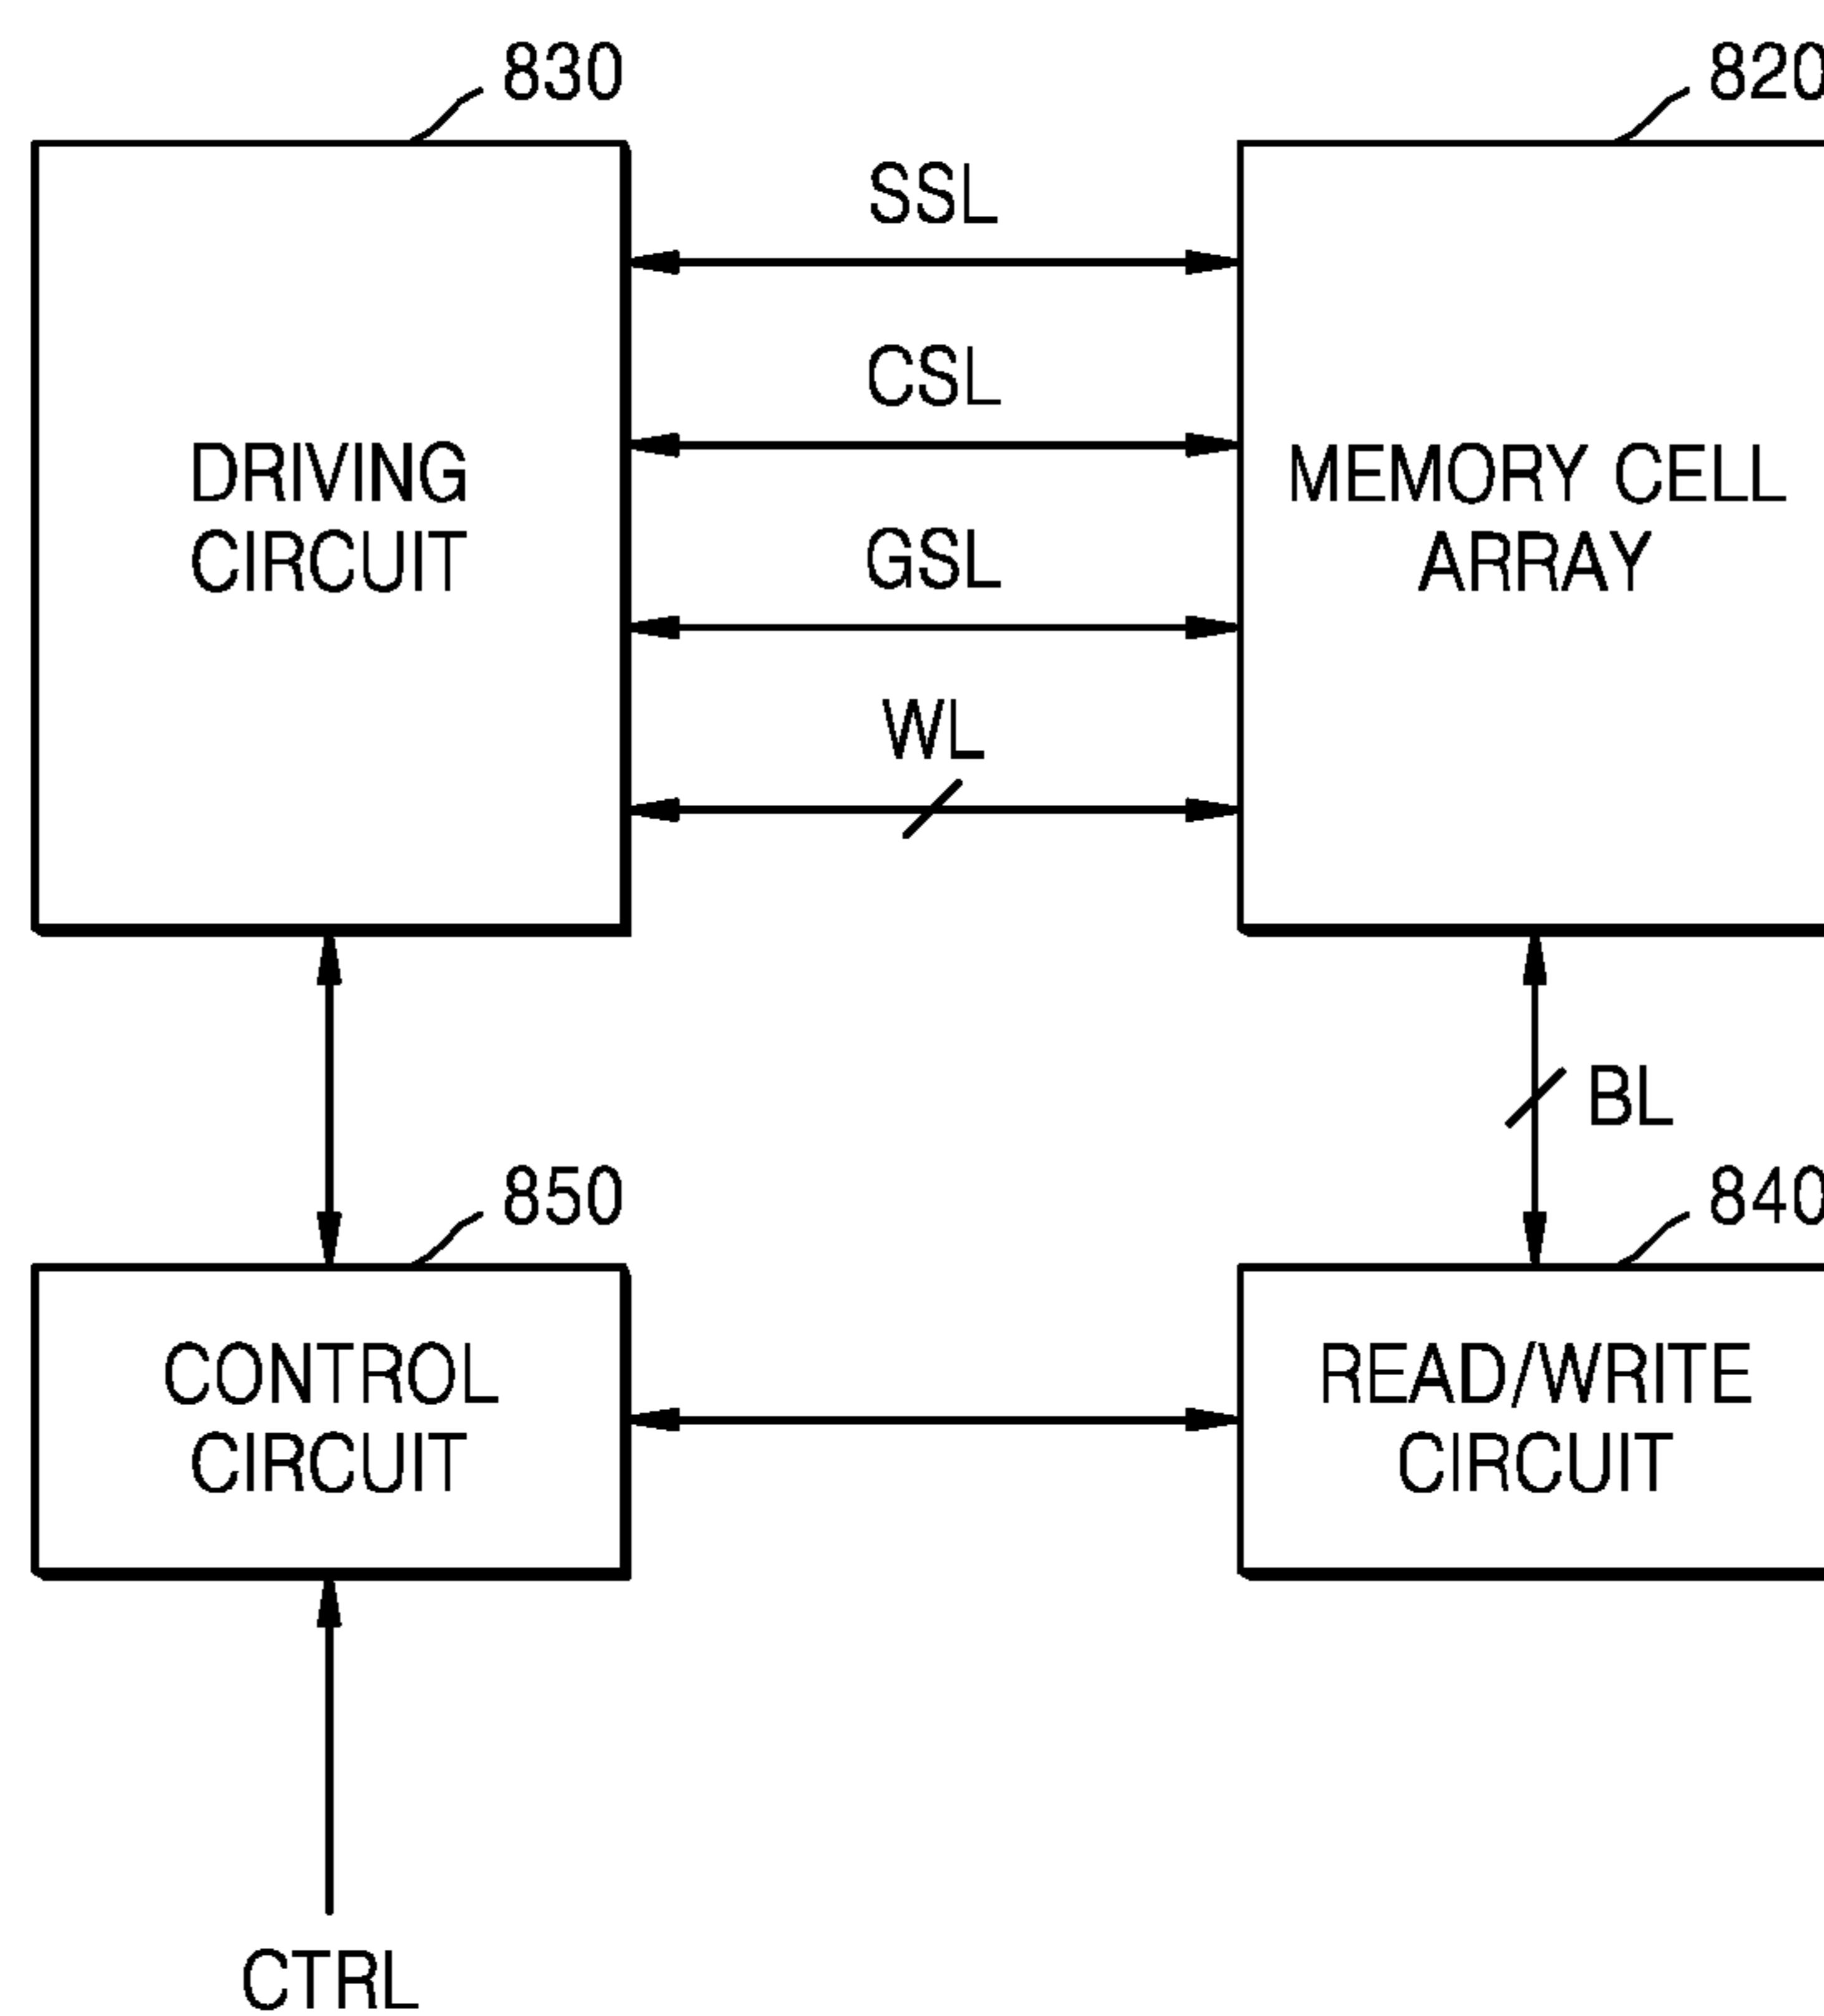 830
820
SSL
CSL
DRIVING
CIRCUIT
MEMORY CELL
ARRAY
GSL
WL
BL
850
840
CONTROL
CIRCUIT
READ/WRITE
CIRCUIT
CTRL